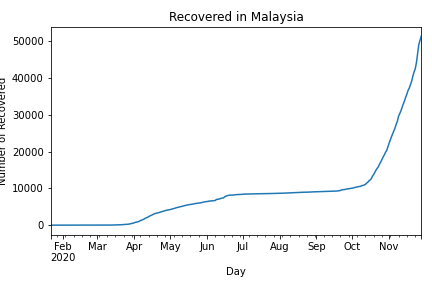 Recovered in Malaysia
Number of Recovered
50000
40000
30000
20000
10000
0
Feb Mar Apr May Jun Jul Aug Sep Oct Nov
2020
Day